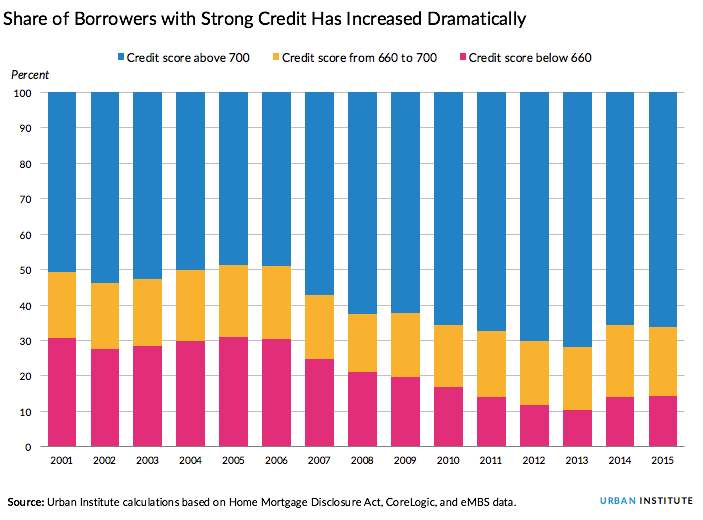 Share of Borrowers with Strong Credit Has Increased Dramatically
Credit score above 700 Credit score from 660 to 700 Credit score below 660
Percent
100
90
80
70
60
50
40
30
20
10
0
2001 2002 2003 2004 2005 2006 2007 2008 2009 2010 2011 2012 2013 2014 2015
Source: Urban Institute calculations based on Home Mortgage Disclosure Act, CoreLogic, and eMBS data.
URBAN INSTITUTE